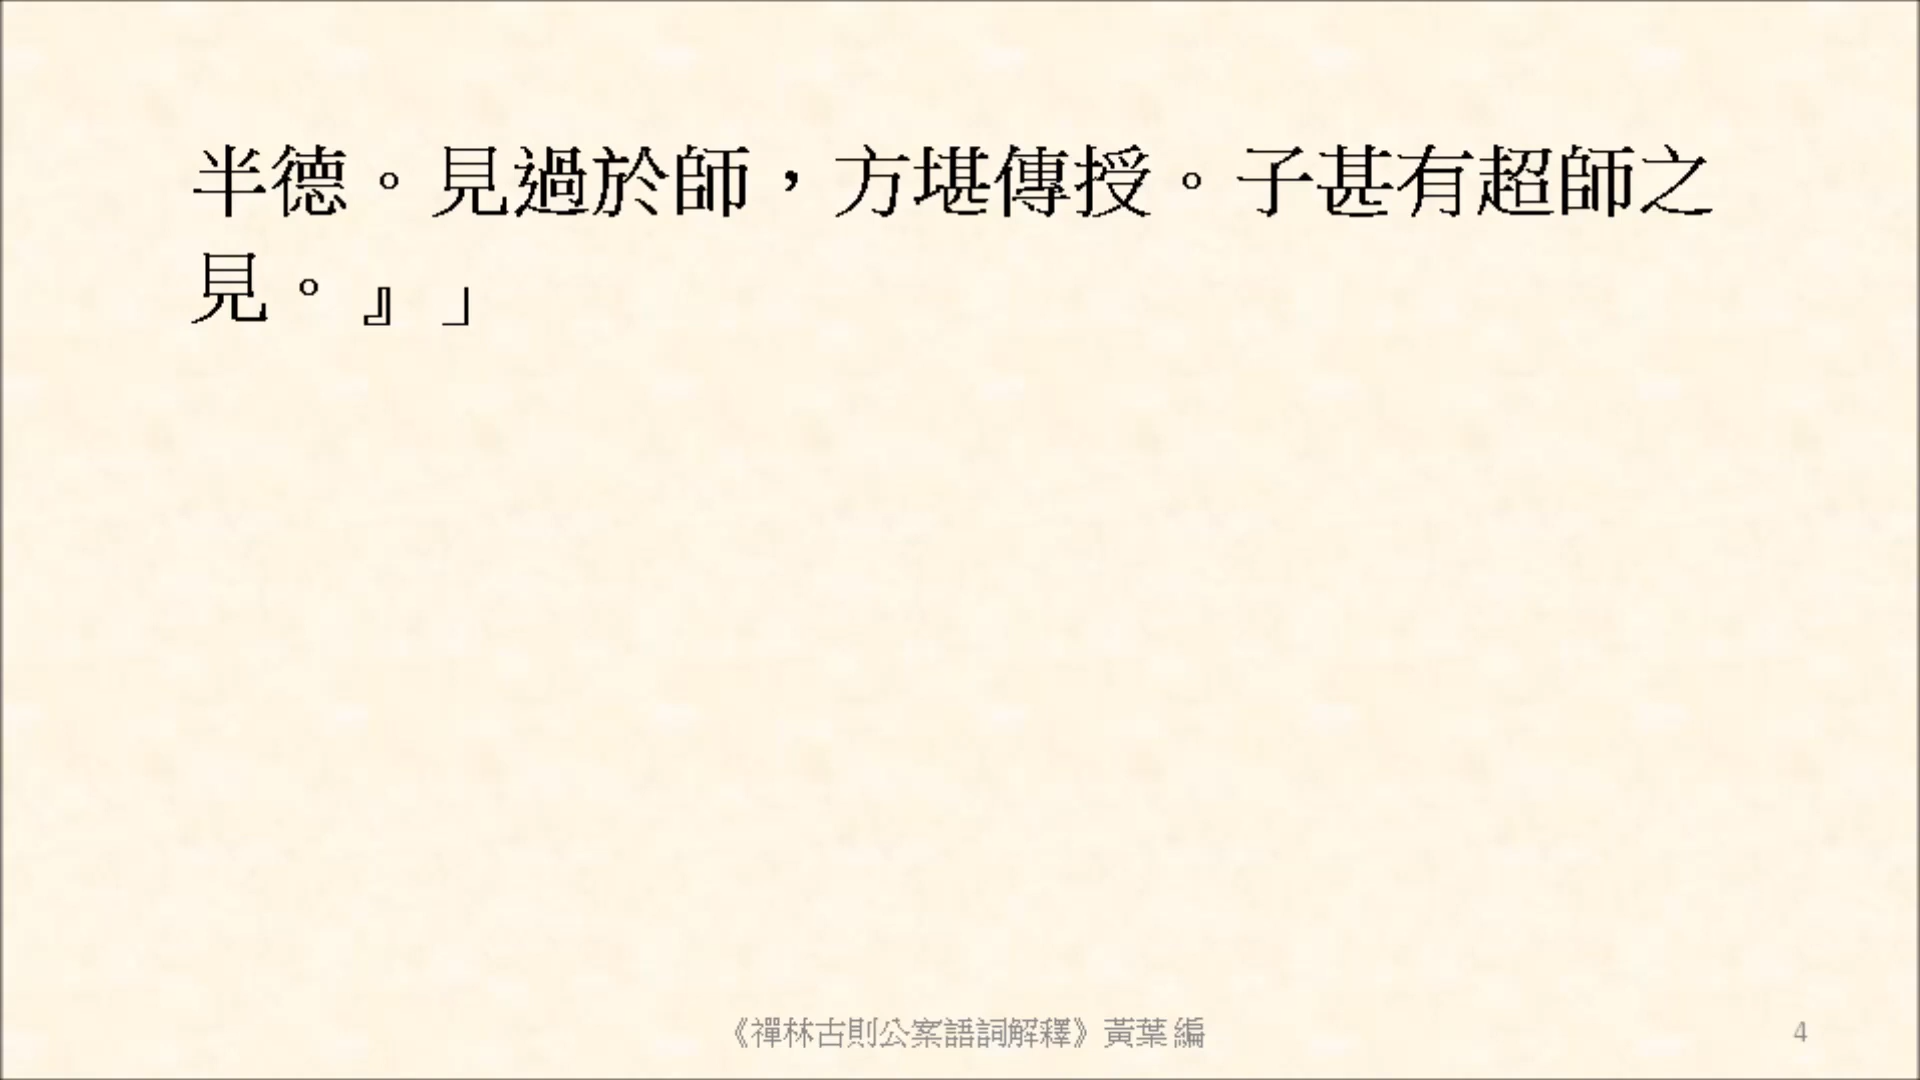 半德。見過於師，方堪傳授。子甚有超師之
見。』」
《禪林古則公案語詞解釋》黃葉 編
4